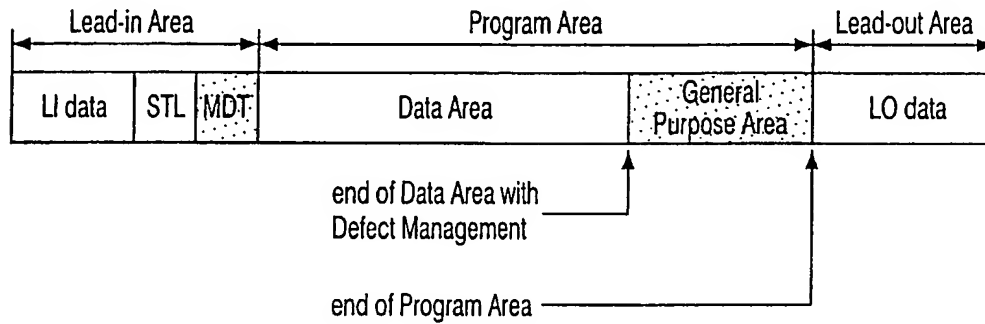 Lead-in Area
Program Area
Lead-out Area
LI data
STL
MDT
Data Area
General
Purpose Area
LO data
end of Data Area with
Defect Management
end of Program Area